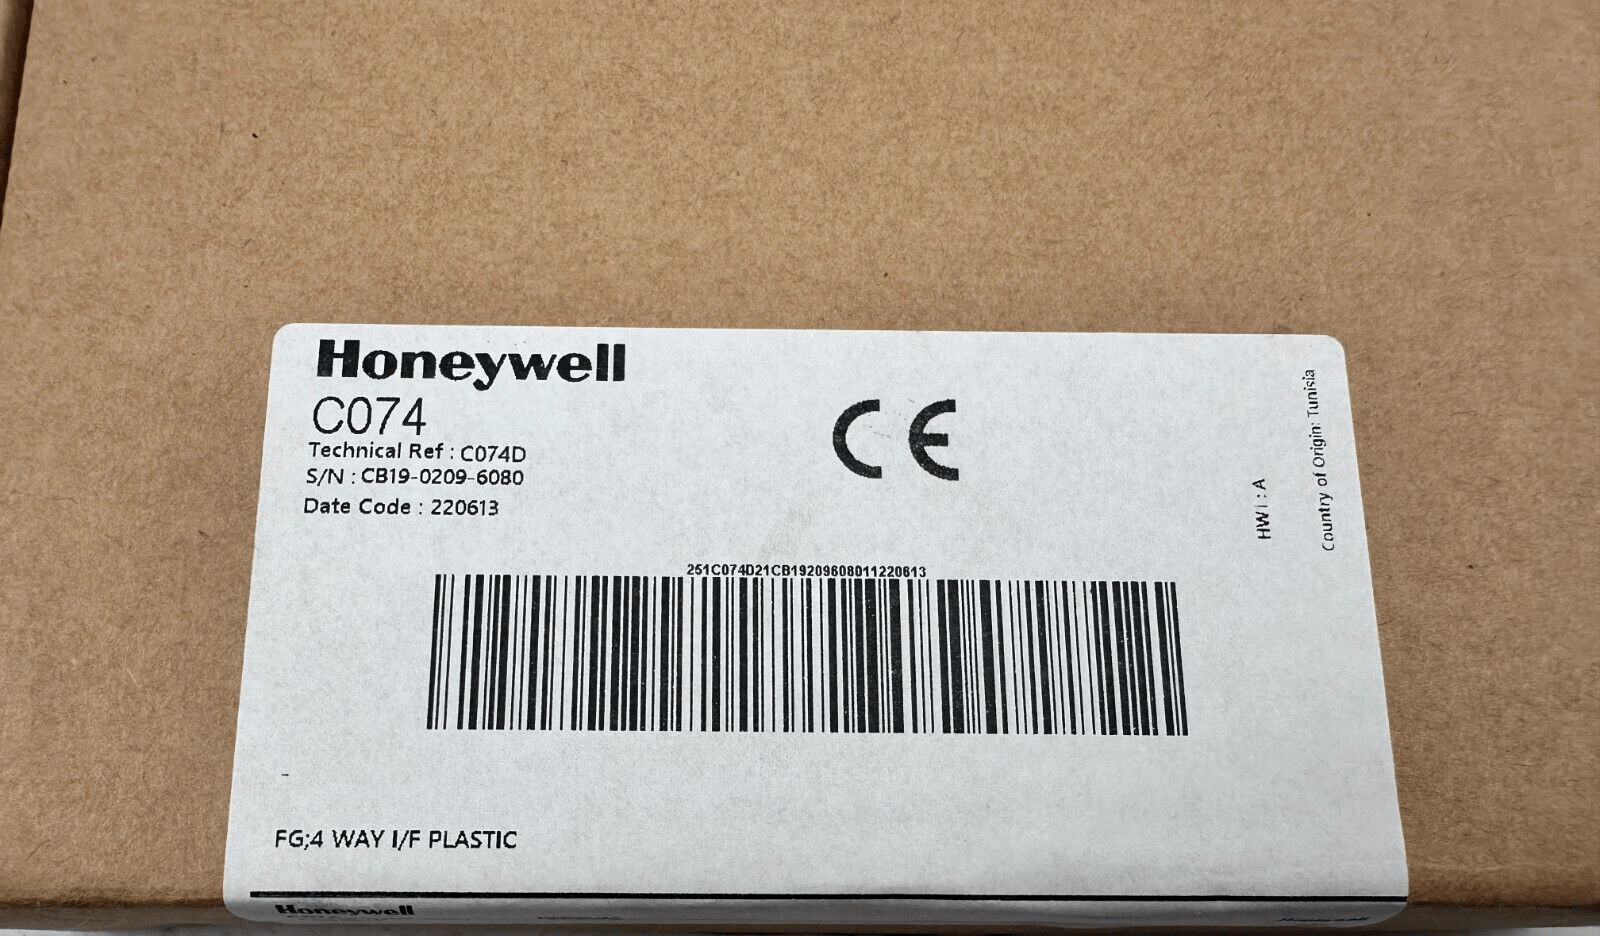 Honeywell
C074
Technical Ref : C074D
S/N : CB19-0209-6080
Date Code : 220613
HW : A
Country of Origin: Tunisia
251C074D21CB19209608011220613
FG;4 WAY I/F PLASTIC
Honeywell